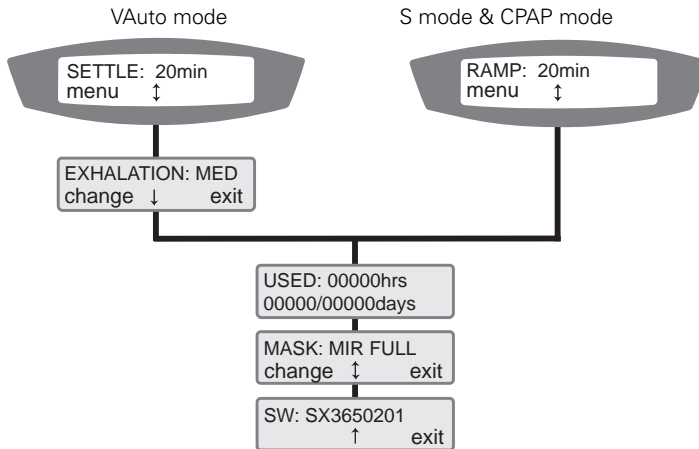 VAuto mode
S mode & CPAP mode
SETTLE: 20min
menu ↕
RAMP: 20min
menu ↕
EXHALATION: MED
change ↓ exit
USED: 00000hrs
00000/00000days
MASK: MIR FULL
change ↕ exit
SW: SX3650201
↑ exit